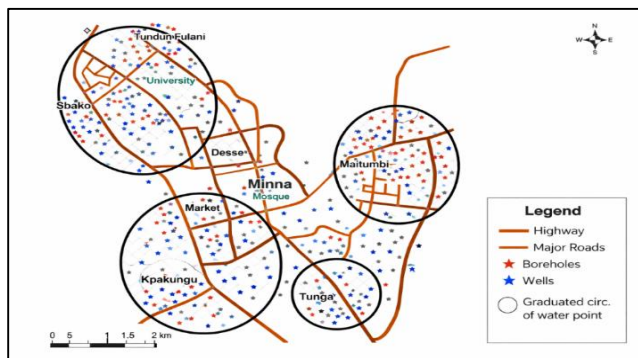 N
W E
S
Tundun Fulani
University
Sbako
Desse
Maitumbi
Minna
Mosque
Market
Kpakungu
Tunga
0 5 1 1.5 2 km
Legend
Highway
Major Roads
Boreholes
Wells
Graduated circ.
of water point